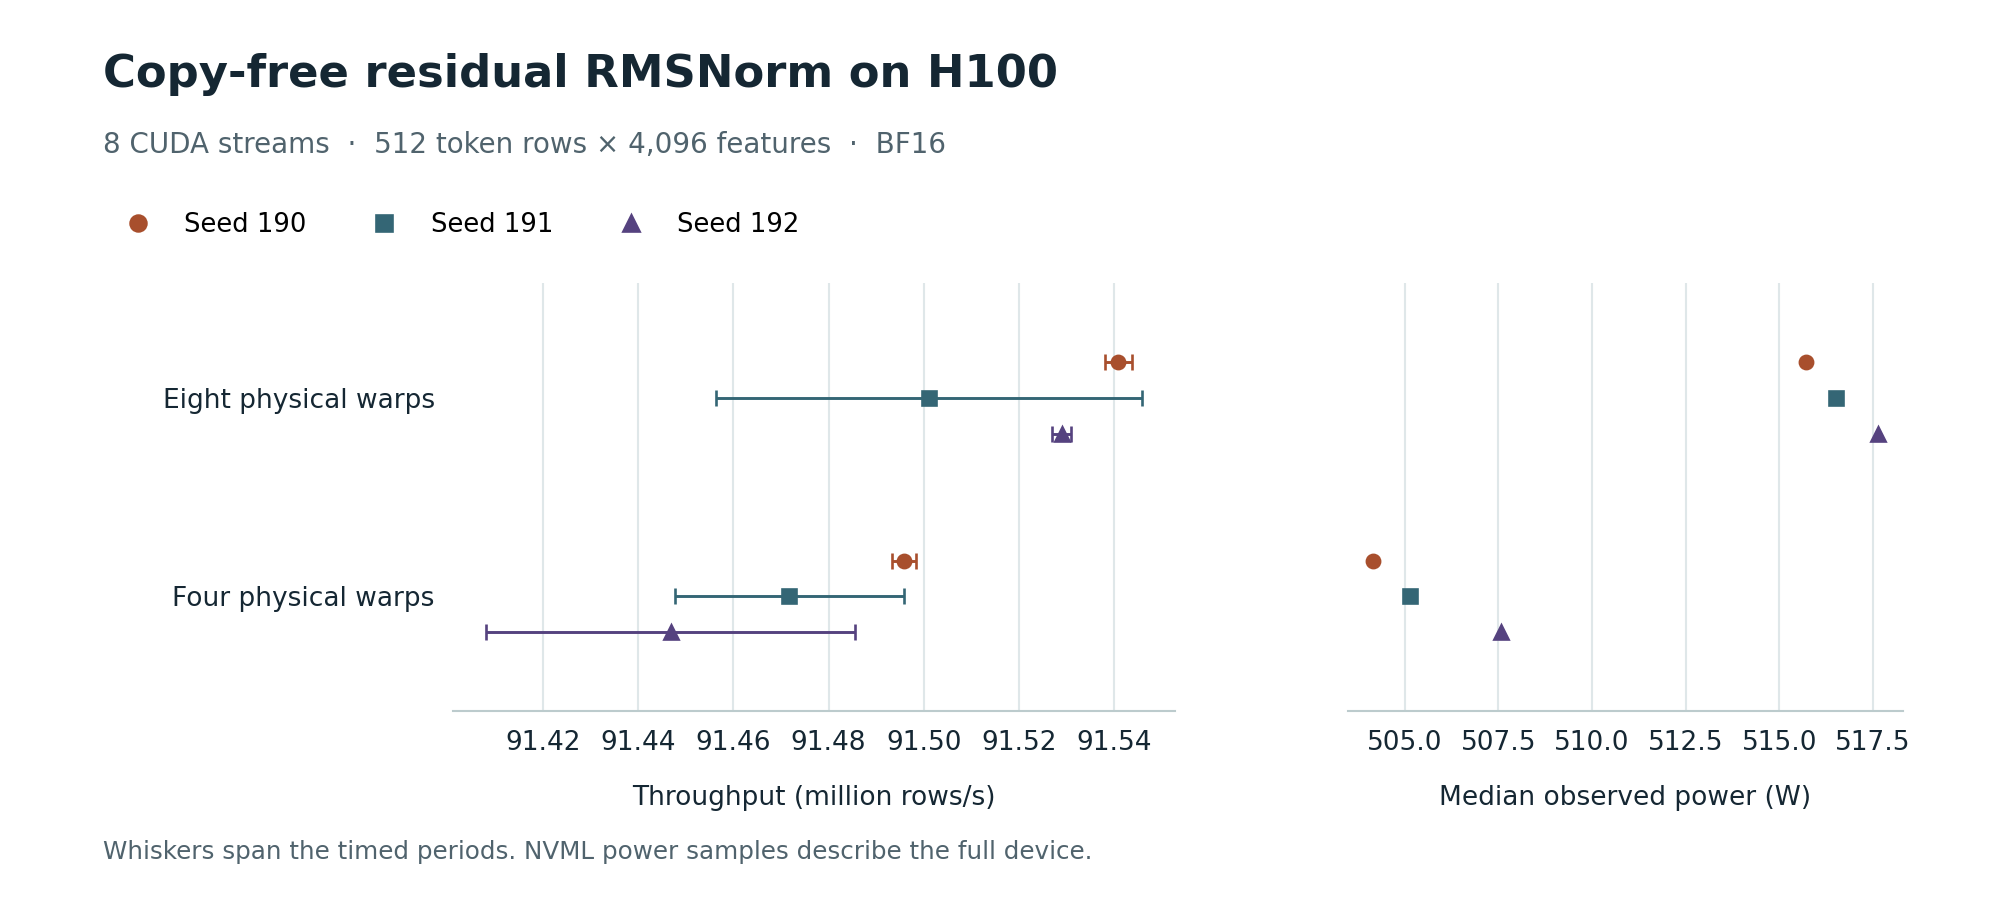 Copy-free residual RMSNorm on H100
8 CUDA streams · 512 token rows × 4,096 features · BF16
Seed 190 Seed 191 Seed 192
Eight physical warps
Four physical warps
91.42 91.44 91.46 91.48 91.50 91.52 91.54
Throughput (million rows/s)
505.0 507.5 510.0 512.5 515.0 517.5
Median observed power (W)
Whiskers span the timed periods. NVML power samples describe the full device.